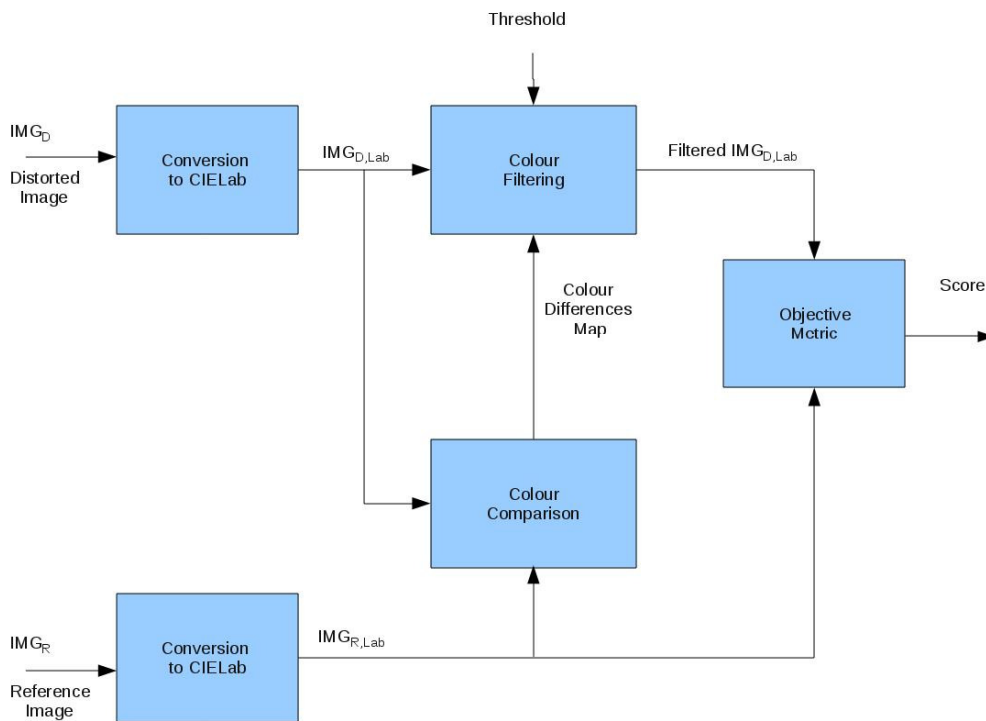 Threshold
IMG_D
Distorted
Image
Conversion
to CIELab
IMG_D,Lab
Colour
Filtering
Filtered IMG_D,Lab
Colour
Differences
Map
Objective
Mctric
Score
Colour
Comparison
IMG_R
Reference
Image
Conversion
to CIELab
IMG_R,Lab